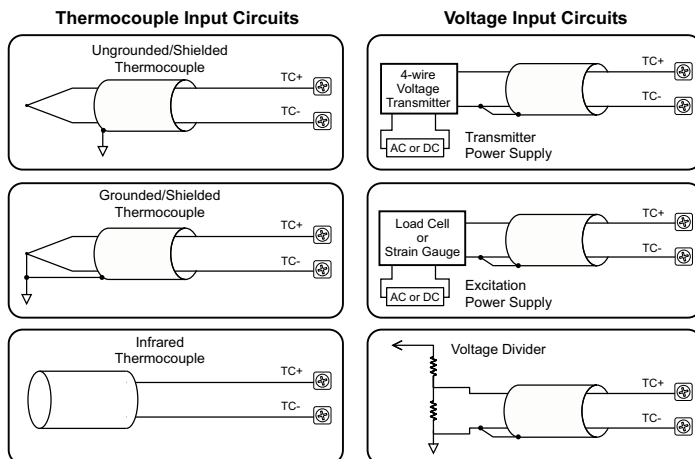 Thermocouple Input Circuits
Ungrounded/Shielded
Thermocouple
TC+
TC-
Grounded/Shielded
Thermocouple
TC+
TC-
Infrared
Thermocouple
TC+
TC-
Voltage Input Circuits
4-wire
Voltage
Transmitter
AC or DC
Transmitter
Power Supply
TC+
TC-
Load Cell
or
Strain Gauge
AC or DC
Excitation
Power Supply
TC+
TC-
Voltage Divider
TC+
TC-